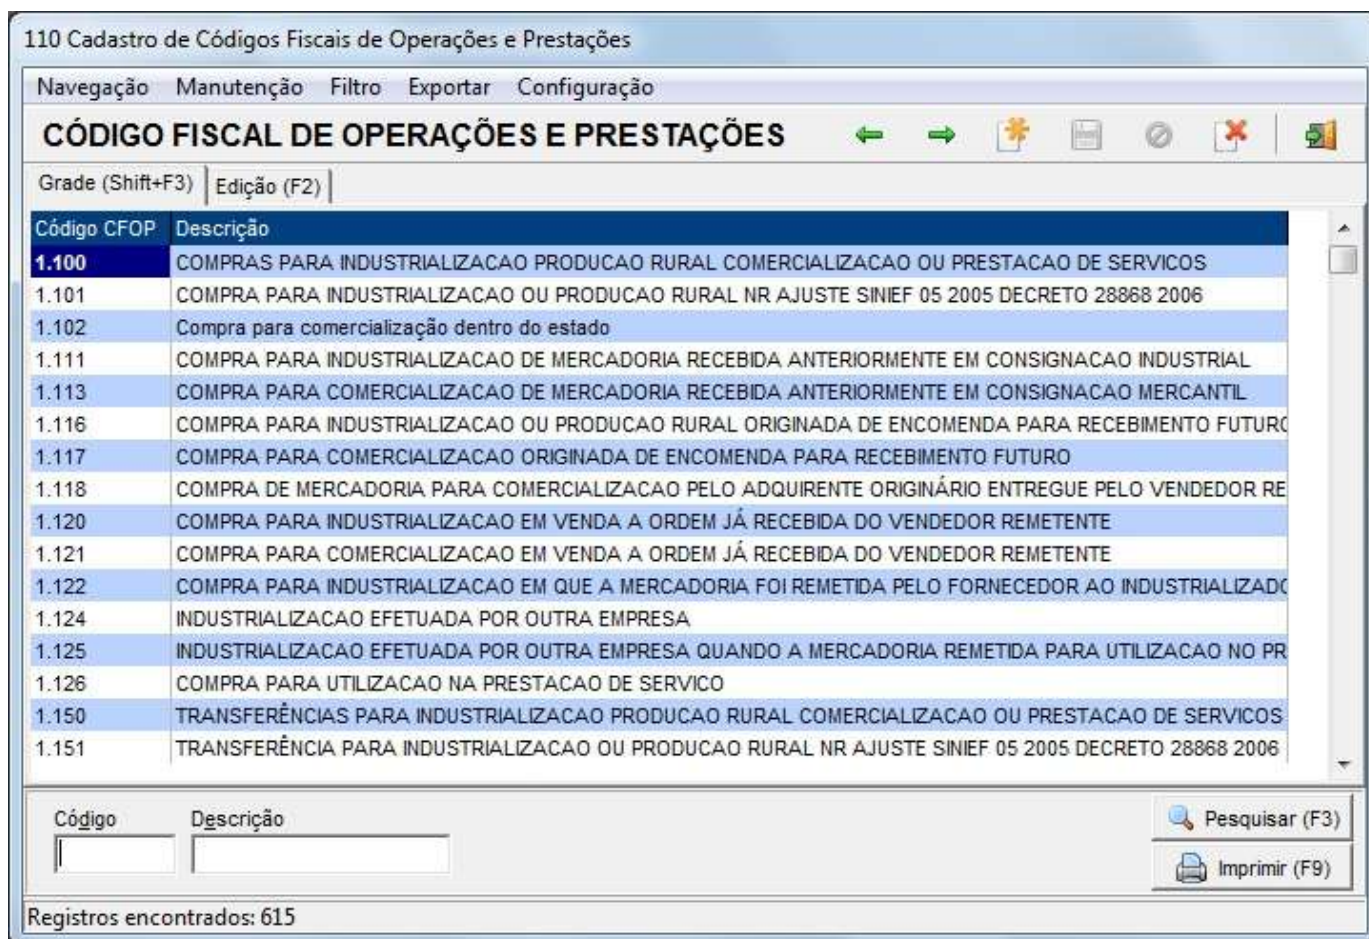 110 Cadastro de Códigos Fiscais de Operações e Prestações
Navegação Manutenção Filtro Exportar Configuração
CÓDIGO FISCAL DE OPERAÇÕES E PRESTAÇÕES
Grade (Shift+F3) Edição (F2)
Código CFOP Descrição
1.100 COMPRAS PARA INDUSTRIALIZACAO PRODUCAO RURAL COMERCIALIZACAO OU PRESTACAO DE SERVICOS
1.101 COMPRA PARA INDUSTRIALIZACAO OU PRODUCAO RURAL NR AJUSTE SINIEF 05 2005 DECRETO 28868 2006
1.102 Compra para comercialização dentro do estado
1.111 COMPRA PARA INDUSTRIALIZACAO DE MERCADORIA RECEBIDA ANTERIORMENTE EM CONSIGNACAO INDUSTRIAL
1.113 COMPRA PARA COMERCIALIZACAO DE MERCADORIA RECEBIDA ANTERIORMENTE EM CONSIGNACAO MERCANTIL
1.116 COMPRA PARA INDUSTRIALIZACAO OU PRODUCAO RURAL ORIGINADA DE ENCOMENDA PARA RECEBIMENTO FUTURO
1.117 COMPRA PARA COMERCIALIZACAO ORIGINADA DE ENCOMENDA PARA RECEBIMENTO FUTURO
1.118 COMPRA DE MERCADORIA PARA COMERCIALIZACAO PELO ADQUIRENTE ORIGINÁRIO ENTREGUE PELO VENDEDOR RE
1.120 COMPRA PARA INDUSTRIALIZACAO EM VENDA A ORDEM JÁ RECEBIDA DO VENDEDOR REMETENTE
1.121 COMPRA PARA COMERCIALIZACAO EM VENDA A ORDEM JÁ RECEBIDA DO VENDEDOR REMETENTE
1.122 COMPRA PARA INDUSTRIALIZACAO EM QUE A MERCADORIA FOI REMETIDA PELO FORNECEDOR AO INDUSTRIALIZADO
1.124 INDUSTRIALIZACAO EFETUADA POR OUTRA EMPRESA
1.125 INDUSTRIALIZACAO EFETUADA POR OUTRA EMPRESA QUANDO A MERCADORIA REMETIDA PARA UTILIZACAO NO PR
1.126 COMPRA PARA UTILIZACAO NA PRESTACAO DE SERVICO
1.150 TRANSFERÊNCIAS PARA INDUSTRIALIZACAO PRODUCAO RURAL COMERCIALIZACAO OU PRESTACAO DE SERVICOS
1.151 TRANSFERÊNCIA PARA INDUSTRIALIZACAO OU PRODUCAO RURAL NR AJUSTE SINIEF 05 2005 DECRETO 28868 2006
Código Descrição
Pesquisar (F3)
Imprimir (F9)
Registros encontrados: 615